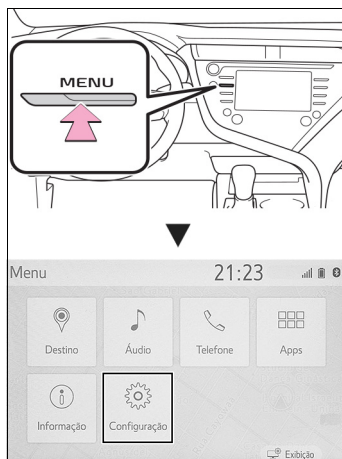 MENU
Menu 21:23
Destino Áudio Telefone Apps
Informação Configuração
Exibição